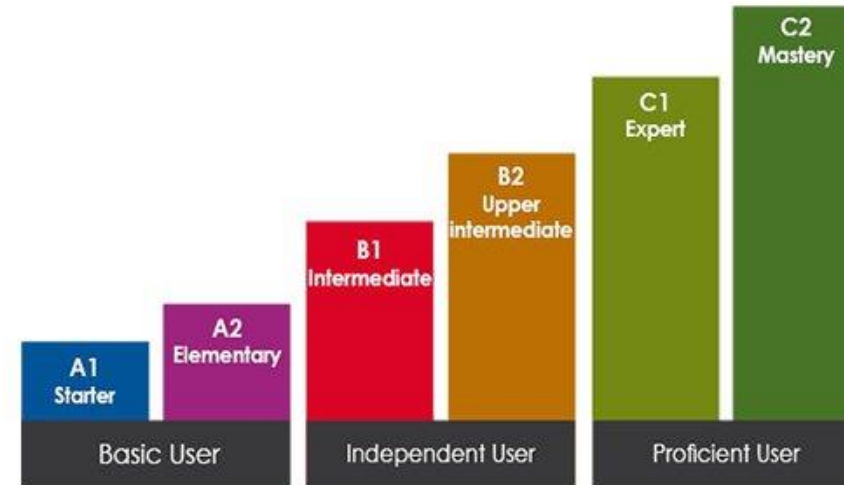 A1
Starter
A2
Elementary
B1
Intermediate
B2
Upper
intermediate
C1
Expert
C2
Mastery
Basic User
Independent User
Proficient User